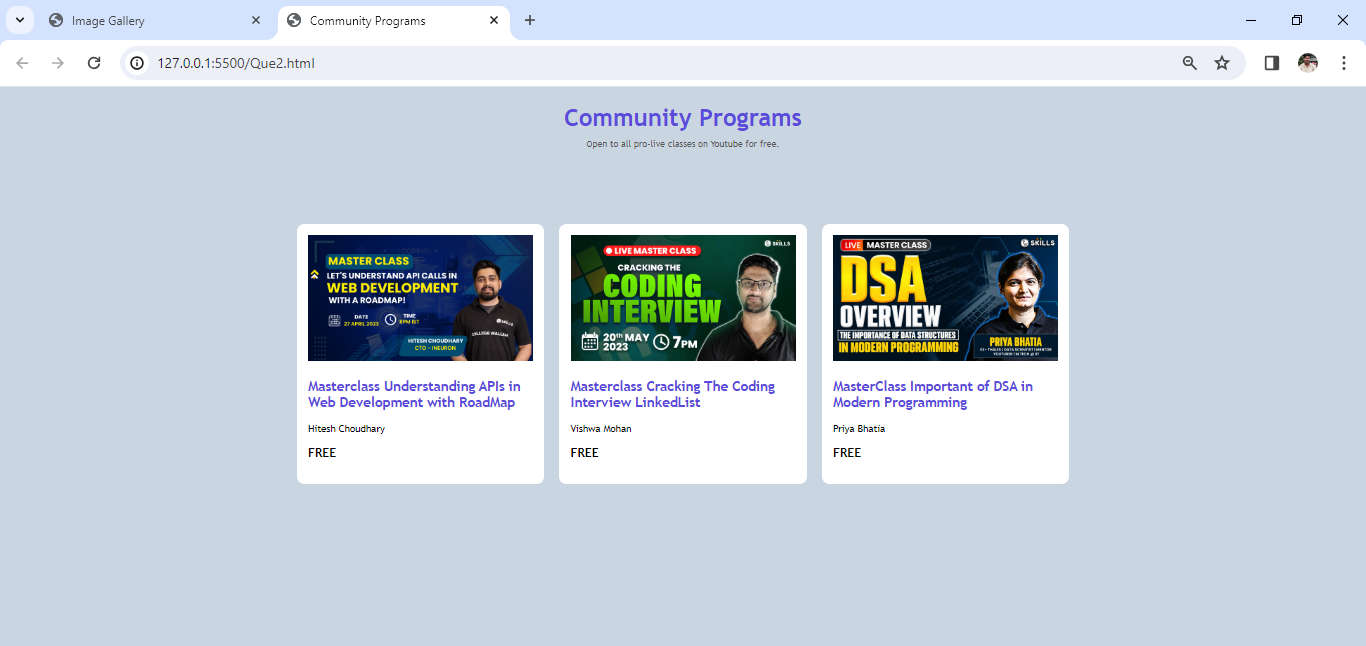 Image Gallery
Community Programs
127.0.0.1:5500/Que2.html
Community Programs
Open to all pro-live classes on Youtube for free.
MASTER CLASS
LET'S UNDERSTAND API CALLS IN
WEB DEVELOPMENT
WITH A ROADMAP!
DATE
27 APRIL 2023
TIME
8PM IST
SKILLS
COLLEGE WALLAH
HITESH CHOUDHARY
CTO - INEURON
Masterclass Understanding APIs in
Web Development with RoadMap
Hitesh Choudhary
FREE
SKILLS
LIVE MASTER CLASS
CRACKING THE
CODING
INTERVIEW
20TH MAY
2023
7PM
Masterclass Cracking The Coding
Interview LinkedList
Vishwa Mohan
FREE
LIVE MASTER CLASS
SKILLS
DSA
OVERVIEW
THE IMPORTANCE OF DATA STRUCTURES
IN MODERN PROGRAMMING
PRIYA BHATIA
MasterClass Important of DSA in
Modern Programming
Priya Bhatia
FREE